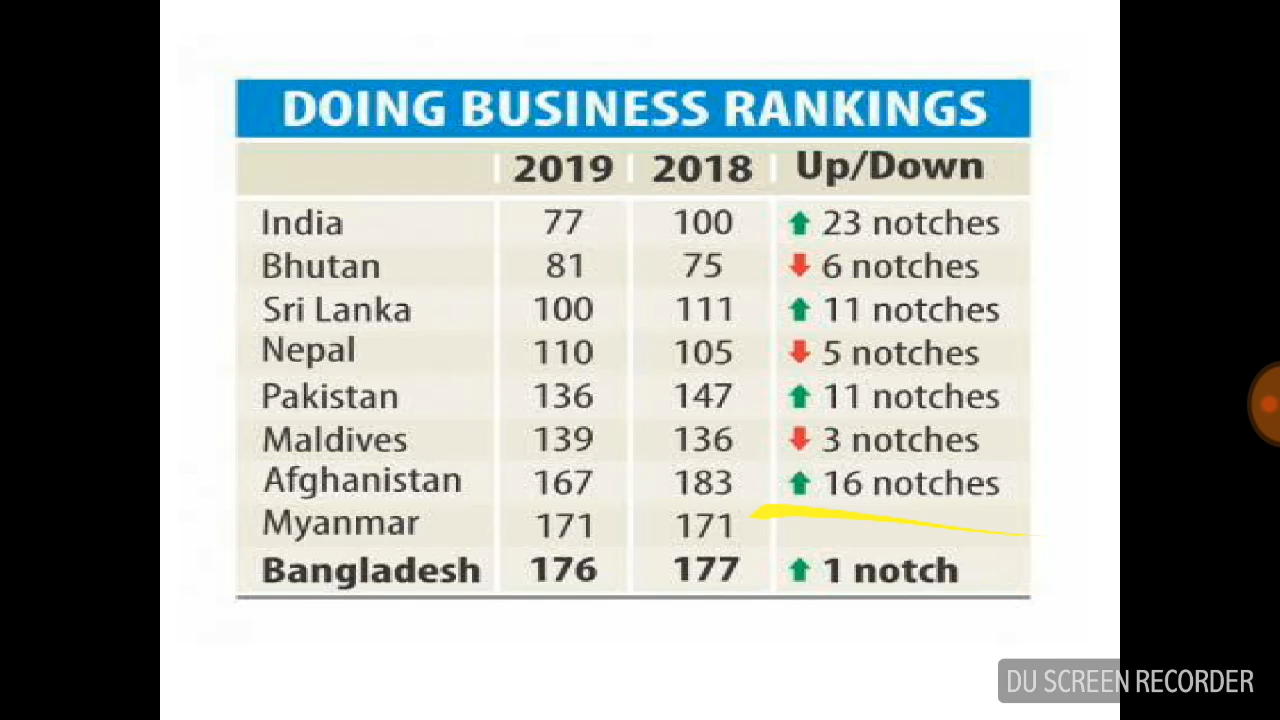 DOING BUSINESS RANKINGS
2019 2018 Up/Down
India 77 100 23 notches
Bhutan 81 75 6 notches
Sri Lanka 100 111 11 notches
Nepal 110 105 5 notches
Pakistan 136 147 11 notches
Maldives 139 136 3 notches
Afghanistan 167 183 16 notches
Myanmar 171 171
Bangladesh 176 177 1 notch
DU SCREEN RECORDER